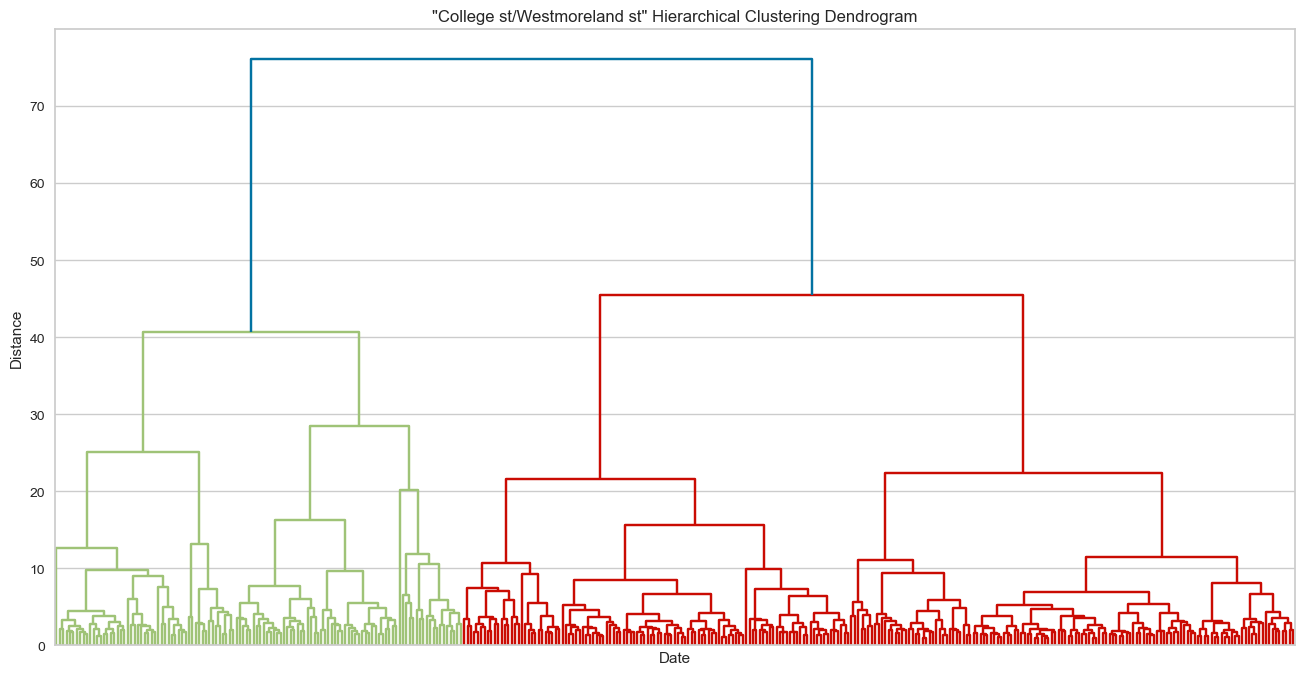 "College st/Westmoreland st" Hierarchical Clustering Dendrogram
70
60
50
40
30
20
10
0
Distance
Date